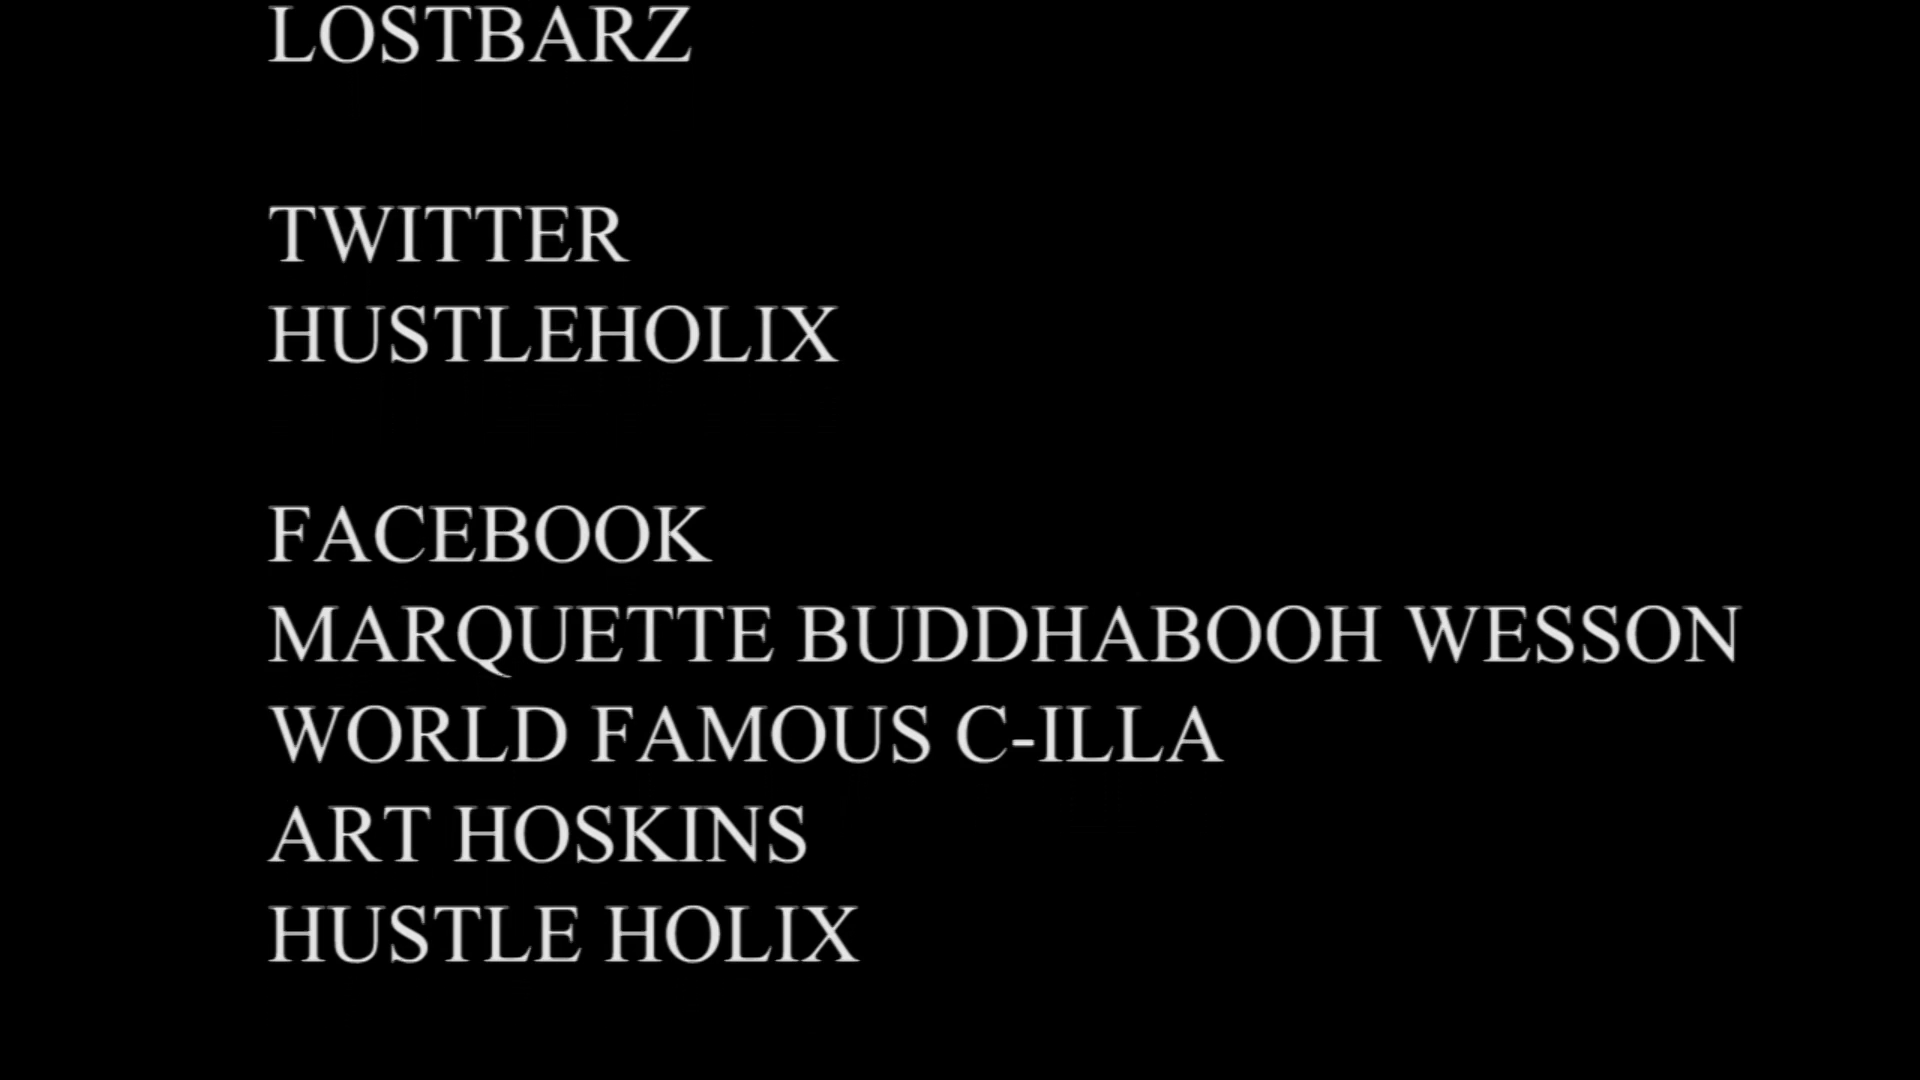 LOSTBARZ
TWITTER
HUSTLEHOLIX
FACEBOOK
MARQUETTE BUDDHABOOH WESSON
WORLD FAMOUS C-ILLA
ART HOSKINS
HUSTLE HOLIX